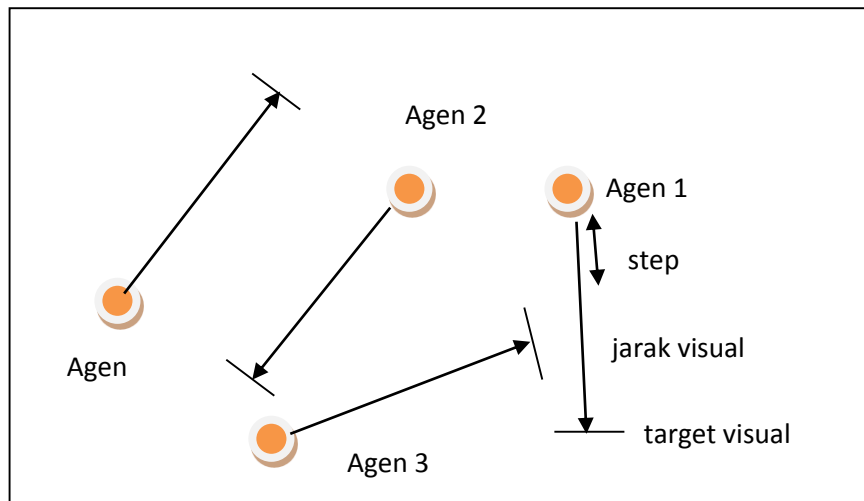 Agen 2
Agen 1
step
jarak visual
Agen
target visual
Agen 3